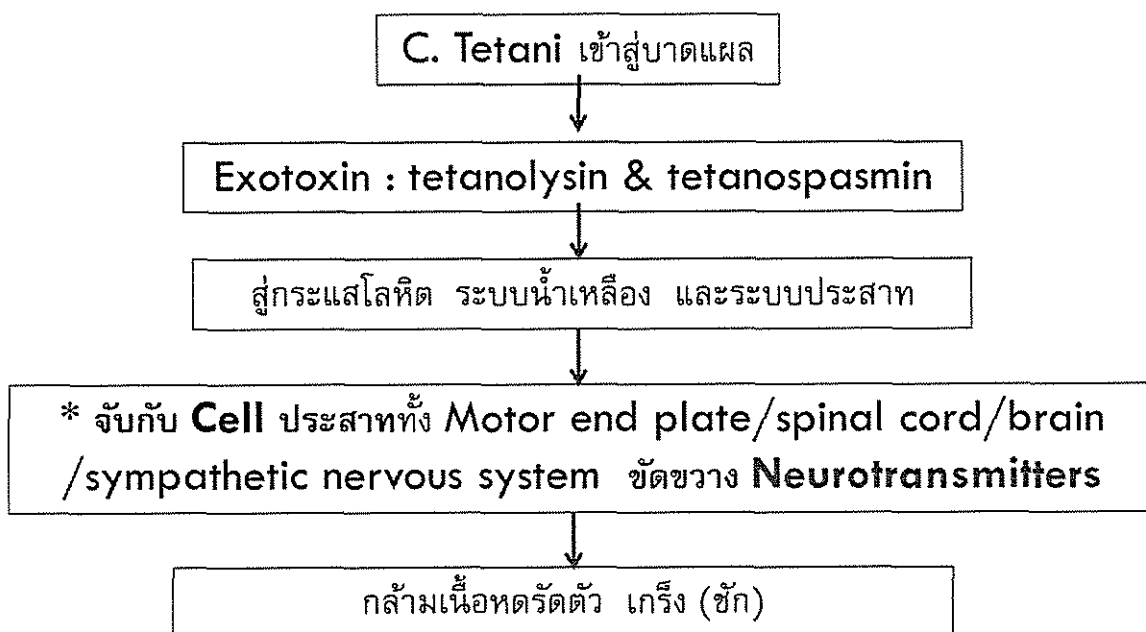 C. Tetani เข้าสู่บาดแผล
Exotoxin : tetanolysin & tetanospasmin
สู่กระแสโลหิต ระบบน้ำเหลือง และระบบประสาท
* จับกับ Cell ประสาททั้ง Motor end plate/spinal cord/brain
/sympathetic nervous system ขัดขวาง Neurotransmitters
กล้ามเนื้อหดรัดตัว เกร็ง (ชัก)